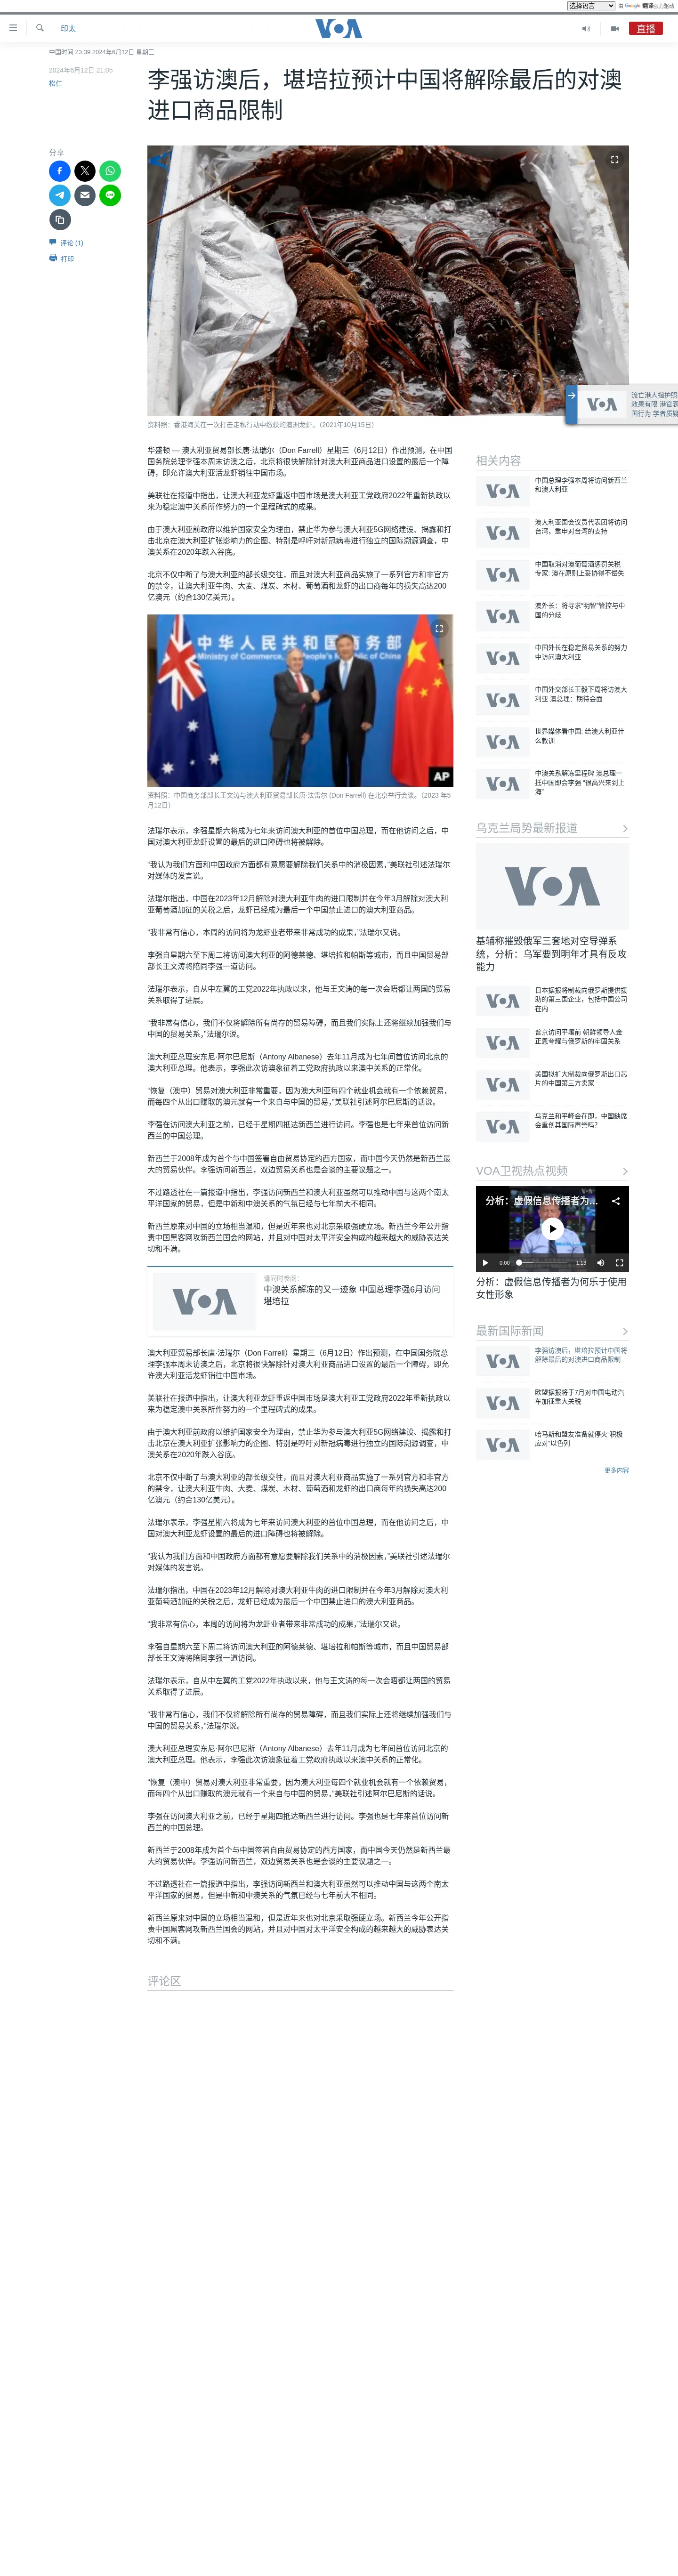 选择语言
由 Google 翻译强力驱动
印太
VOA
直播
中国时间 23:39 2024年6月12日 星期三
2024年6月12日 21:05
松仁
李强访澳后，堪培拉预计中国将解除最后的对澳
进口商品限制
分享
评论 (1)
打印
资料照：香港海关在一次打击走私行动中缴获的澳洲龙虾。（2021年10月15日）
华盛顿 — 澳大利亚贸易部长唐·法瑞尔（Don Farrell）星期三（6月12日）作出预测，在中国
国务院总理李强本周末访澳之后，北京将很快解除针对澳大利亚商品进口设置的最后一个障
碍，即允许澳大利亚活龙虾销往中国市场。
美联社在报道中指出，让澳大利亚龙虾重返中国市场是澳大利亚工党政府2022年重新执政以
来为稳定澳中关系所作努力的一个里程碑式的成果。
由于澳大利亚前政府以维护国家安全为理由，禁止华为参与澳大利亚5G网络建设、揭露和打
击北京在澳大利亚扩张影响力的企图、特别是呼吁对新冠病毒进行独立的国际溯源调查，中
澳关系在2020年跌入谷底。
北京不仅中断了与澳大利亚的部长级交往，而且对澳大利亚商品实施了一系列官方和非官方
的禁令，让澳大利亚牛肉、大麦、煤炭、木材、葡萄酒和龙虾的出口商每年的损失高达200
亿澳元（约合130亿美元）。
中华人民共和国商务部
Ministry of Commerce, People's Republic of China
AP
资料照：中国商务部部长王文涛与澳大利亚贸易部长唐·法雷尔 (Don Farrell) 在北京举行会谈。（2023 年5
月12日）
法瑞尔表示，李强星期六将成为七年来访问澳大利亚的首位中国总理，而在他访问之后，中
国对澳大利亚龙虾设置的最后的进口障碍也将被解除。
“我认为我们方面和中国政府方面都有意愿要解除我们关系中的消极因素，”美联社引述法瑞尔
对媒体的发言说。
法瑞尔指出，中国在2023年12月解除对澳大利亚牛肉的进口限制并在今年3月解除对澳大利
亚葡萄酒加征的关税之后，龙虾已经成为最后一个中国禁止进口的澳大利亚商品。
“我非常有信心，本周的访问将为龙虾业者带来非常成功的成果，”法瑞尔又说。
李强自星期六至下周二将访问澳大利亚的阿德莱德、堪培拉和帕斯等城市，而且中国贸易部
部长王文涛将陪同李强一道访问。
法瑞尔表示，自从中左翼的工党2022年执政以来，他与王文涛的每一次会晤都让两国的贸易
关系取得了进展。
“我非常有信心，我们不仅将解除所有尚存的贸易障碍，而且我们实际上还将继续加强我们与
中国的贸易关系，”法瑞尔说。
澳大利亚总理安东尼·阿尔巴尼斯（Antony Albanese）去年11月成为七年间首位访问北京的
澳大利亚总理。他表示，李强此次访澳象征着工党政府执政以来澳中关系的正常化。
“恢复（澳中）贸易对澳大利亚非常重要，因为澳大利亚每四个就业机会就有一个依赖贸易，
而每四个从出口赚取的澳元就有一个来自与中国的贸易，”美联社引述阿尔巴尼斯的话说。
李强在访问澳大利亚之前，已经于星期四抵达新西兰进行访问。李强也是七年来首位访问新
西兰的中国总理。
新西兰于2008年成为首个与中国签署自由贸易协定的西方国家，而中国今天仍然是新西兰最
大的贸易伙伴。李强访问新西兰，双边贸易关系也是会谈的主要议题之一。
不过路透社在一篇报道中指出，李强访问新西兰和澳大利亚虽然可以推动中国与这两个南太
平洋国家的贸易，但是中新和中澳关系的气氛已经与七年前大不相同。
新西兰原来对中国的立场相当温和，但是近年来也对北京采取强硬立场。新西兰今年公开指
责中国黑客网攻新西兰国会的网站，并且对中国对太平洋安全构成的越来越大的威胁表达关
切和不满。
VOA
请同时参阅：
中澳关系解冻的又一迹象 中国总理李强6月访问
堪培拉
澳大利亚贸易部长唐·法瑞尔（Don Farrell）星期三（6月12日）作出预测，在中国国务院总
理李强本周末访澳之后，北京将很快解除针对澳大利亚商品进口设置的最后一个障碍，即允
许澳大利亚活龙虾销往中国市场。
美联社在报道中指出，让澳大利亚龙虾重返中国市场是澳大利亚工党政府2022年重新执政以
来为稳定澳中关系所作努力的一个里程碑式的成果。
由于澳大利亚前政府以维护国家安全为理由，禁止华为参与澳大利亚5G网络建设、揭露和打
击北京在澳大利亚扩张影响力的企图、特别是呼吁对新冠病毒进行独立的国际溯源调查，中
澳关系在2020年跌入谷底。
北京不仅中断了与澳大利亚的部长级交往，而且对澳大利亚商品实施了一系列官方和非官方
的禁令，让澳大利亚牛肉、大麦、煤炭、木材、葡萄酒和龙虾的出口商每年的损失高达200
亿澳元（约合130亿美元）。
法瑞尔表示，李强星期六将成为七年来访问澳大利亚的首位中国总理，而在他访问之后，中
国对澳大利亚龙虾设置的最后的进口障碍也将被解除。
“我认为我们方面和中国政府方面都有意愿要解除我们关系中的消极因素，”美联社引述法瑞尔
对媒体的发言说。
法瑞尔指出，中国在2023年12月解除对澳大利亚牛肉的进口限制并在今年3月解除对澳大利
亚葡萄酒加征的关税之后，龙虾已经成为最后一个中国禁止进口的澳大利亚商品。
“我非常有信心，本周的访问将为龙虾业者带来非常成功的成果，”法瑞尔又说。
李强自星期六至下周二将访问澳大利亚的阿德莱德、堪培拉和帕斯等城市，而且中国贸易部
部长王文涛将陪同李强一道访问。
法瑞尔表示，自从中左翼的工党2022年执政以来，他与王文涛的每一次会晤都让两国的贸易
关系取得了进展。
“我非常有信心，我们不仅将解除所有尚存的贸易障碍，而且我们实际上还将继续加强我们与
中国的贸易关系，”法瑞尔说。
澳大利亚总理安东尼·阿尔巴尼斯（Antony Albanese）去年11月成为七年间首位访问北京的
澳大利亚总理。他表示，李强此次访澳象征着工党政府执政以来澳中关系的正常化。
“恢复（澳中）贸易对澳大利亚非常重要，因为澳大利亚每四个就业机会就有一个依赖贸易，
而每四个从出口赚取的澳元就有一个来自与中国的贸易，”美联社引述阿尔巴尼斯的话说。
李强在访问澳大利亚之前，已经于星期四抵达新西兰进行访问。李强也是七年来首位访问新
西兰的中国总理。
新西兰于2008年成为首个与中国签署自由贸易协定的西方国家，而中国今天仍然是新西兰最
大的贸易伙伴。李强访问新西兰，双边贸易关系也是会谈的主要议题之一。
不过路透社在一篇报道中指出，李强访问新西兰和澳大利亚虽然可以推动中国与这两个南太
平洋国家的贸易，但是中新和中澳关系的气氛已经与七年前大不相同。
新西兰原来对中国的立场相当温和，但是近年来也对北京采取强硬立场。新西兰今年公开指
责中国黑客网攻新西兰国会的网站，并且对中国对太平洋安全构成的越来越大的威胁表达关
切和不满。
评论区
VOA
流亡港人指护照
效果有限 港官表
国行为 学者质疑
相关内容
VOA
中国总理李强本周将访问新西兰
和澳大利亚
VOA
澳大利亚国会议员代表团将访问
台湾，重申对台湾的支持
VOA
中国取消对澳葡萄酒惩罚关税
专家: 澳在原则上妥协得不偿失
VOA
澳外长：将寻求“明智”管控与中
国的分歧
VOA
中国外长在稳定贸易关系的努力
中访问澳大利亚
VOA
中国外交部长王毅下周将访澳大
利亚 澳总理：期待会面
VOA
世界媒体看中国: 给澳大利亚什
么教训
VOA
中澳关系解冻里程碑 澳总理一
抵中国即会李强 “很高兴来到上
海”
乌克兰局势最新报道
VOA
基辅称摧毁俄军三套地对空导弹系
统，分析：乌军要到明年才具有反攻
能力
VOA
日本据报将制裁向俄罗斯提供援
助的第三国企业，包括中国公司
在内
VOA
普京访问平壤前 朝鲜领导人金
正恩夸耀与俄罗斯的牢固关系
VOA
美国拟扩大制裁向俄罗斯出口芯
片的中国第三方卖家
VOA
乌克兰和平峰会在即，中国缺席
会重创其国际声誉吗?
VOA卫视热点视频
分析：虚假信息传播者为...
0:00
1:13
分析：虚假信息传播者为何乐于使用
女性形象
最新国际新闻
VOA
李强访澳后，堪培拉预计中国将
解除最后的对澳进口商品限制
VOA
欧盟据报将于7月对中国电动汽
车加征重大关税
VOA
哈马斯和盟友准备就停火“积极
应对”以色列
更多内容